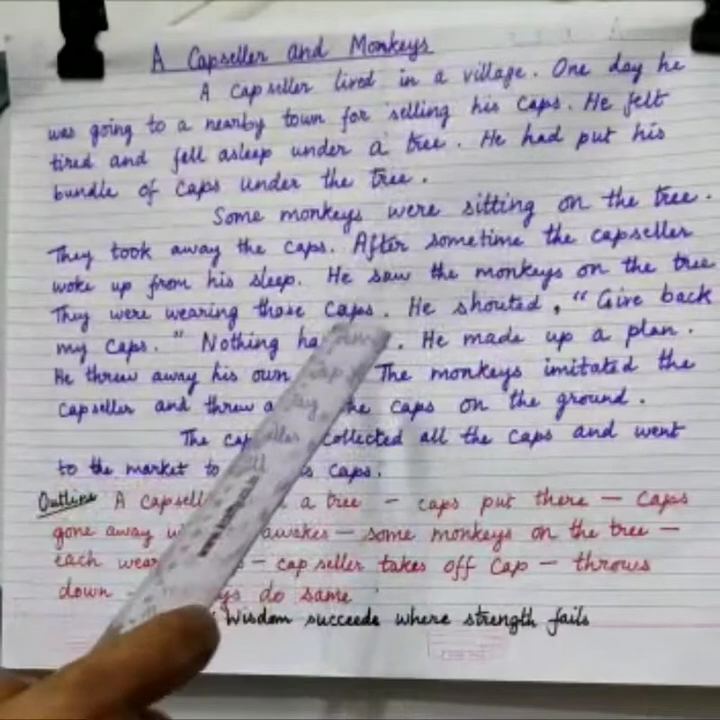 A Capseller and Monkeys
A capseller lived in a village. One day he
was going to a nearby town for selling his caps. He felt
tired and fell asleep under a tree. He had put his
bundle of caps under the tree.
Some monkeys were sitting on the tree.
They took away the caps. After sometime the capseller
woke up from his sleep. He saw the monkeys on the tree
They were wearing those caps. He shouted, "Give back
my caps." Nothing ha . He made up a plan.
He threw away his own cap The monkeys imitated the
capseller and threw away the caps on the ground.
The capseller collected all the caps and went
to the market to sell his caps.
Outline A capsell a tree - caps put there - Caps
gone away awakes - some monkeys on the tree -
each wear - cap seller takes off cap - throws
down - do same
Wisdom succeeds where strength fails